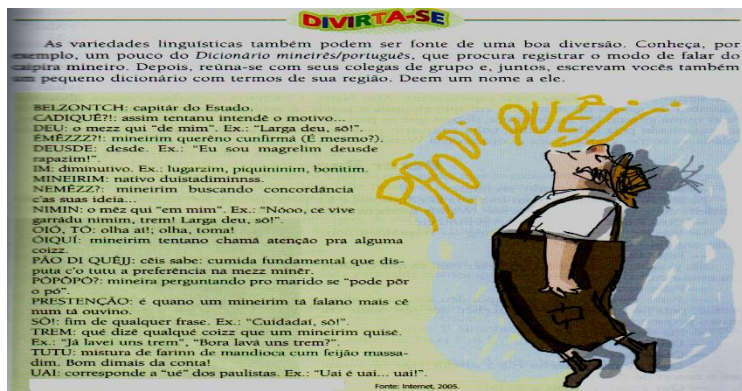 DIVIRTA-SE
As variedades linguísticas também podem ser fonte de uma boa diversão. Conheça, por
exemplo, um pouco do Dicionário mineirês/português, que procura registrar o modo de falar do
caipira mineiro. Depois, reúna-se com seus colegas de grupo e, juntos, escrevam vocês também
um pequeno dicionário com termos de sua região. Deem um nome a ele.
BELZONTCH: capitár do Estado.
CADIQUÊ?!: assim tentanu intendê o motivo...
DEU: o mezz qui "de mim". Ex.: "Larga deu, sô!".
ÉMÊZZZ?!: mineirim querêno cunfirmá (É mesmo?).
DEUSDE: desde. Ex.: "Eu sou magrelim deusde
rapazim!".
IM: diminutivo. Ex.: lugarzim, piquininim, bonitim.
MINEIRIM: nativo duistadiminnss.
NEMÊZZ?: mineirim buscando concordância
c'as suas ideia...
NIMIN: o mêz qui "em mim". Ex.: "Nóoo, ce vive
garrádu nimim, trem! Larga deu, sô!".
OIÓ, TÓ: olha aí!; olha, toma!
ÓIQUÍ: mineirim tentano chamá atenção pra alguma
coizz.
PÃO DI QUÊJJ: cêis sabe: cumida fundamental que dis-
puta c'o tutu a preferência na mezz minêr.
PÓPÔPÓ?: mineira perguntando pro marido se "pode pôr
o pó".
PRESTENÇÃO: é quano um mineirim tá falano mais cê
num tá ouvino.
SÔ!: fim de qualquer frase. Ex.: "Cuidadaí, sô!".
TREM: qué dizê qualqué coizz que um mineirim quisé.
Ex.: "Já lavei uns trem", "Bora lavá uns trem?".
TUTU: mistura de farinn de mandioca cum feijão massa-
dim. Bom dimais da conta!
UAI: corresponde a "ué" dos paulistas. Ex.: "Uai é uai... uai!".
Fonte: Internet, 2005.
PÃO DI QUÊJJ